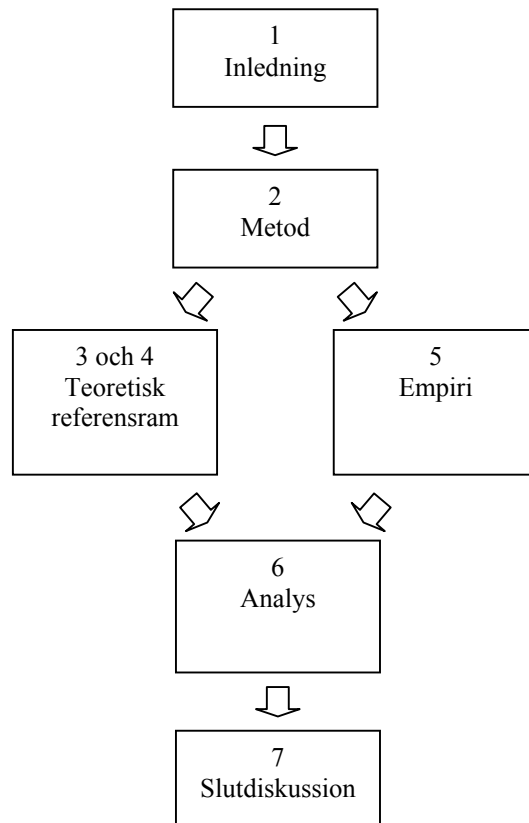 1
Inledning
2
Metod
3 och 4
Teoretisk
referensram
5
Empiri
6
Analys
7
Slutdiskussion